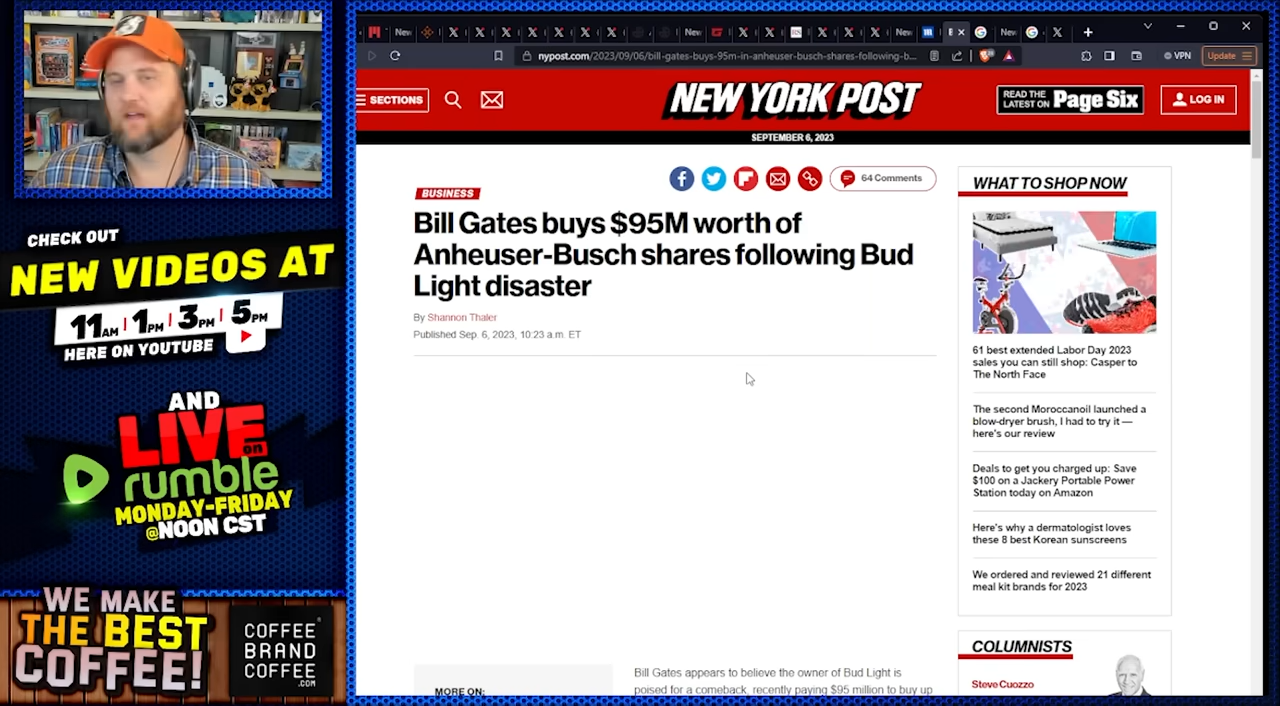 CHECK OUT
NEW VIDEOS AT
11AM | 1PM | 3PM | 5PM
HERE ON YOUTUBE
AND
LIVE on
rumble
MONDAY-FRIDAY
@NOON CST
WE MAKE
THE BEST
COFFEE!
COFFEE
BRAND
COFFEE
.COM
New
New
New
New
New
nypost.com/2023/09/06/bill-gates-buys-95m-in-anheuser-busch-shares-following-b...
VPN
Update
SECTIONS
NEW YORK POST
READ THE
LATEST ON Page Six
LOG IN
SEPTEMBER 6, 2023
64 Comments
BUSINESS
Bill Gates buys $95M worth of
Anheuser-Busch shares following Bud
Light disaster
By Shannon Thaler
Published Sep. 6, 2023, 10:23 a.m. ET
MORE ON:
Bill Gates appears to believe the owner of Bud Light is
poised for a comeback, recently paying $95 million to buy up
WHAT TO SHOP NOW
61 best extended Labor Day 2023
sales you can still shop: Casper to
The North Face
The second Moroccanoil launched a
blow-dryer brush, I had to try it —
here's our review
Deals to get you charged up: Save
$100 on a Jackery Portable Power
Station today on Amazon
Here's why a dermatologist loves
these 8 best Korean sunscreens
We ordered and reviewed 21 different
meal kit brands for 2023
COLUMNISTS
Steve Cuozzo